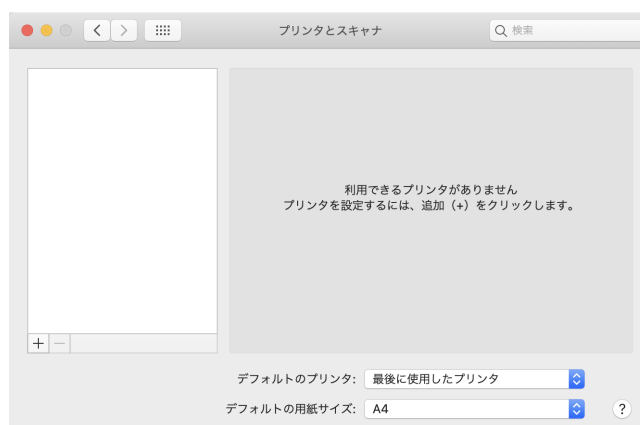 プリンタとスキャナ
検索
利用できるプリンタがありません
プリンタを設定するには、追加（+）をクリックします。
デフォルトのプリンタ: 最後に使用したプリンタ
デフォルトの用紙サイズ: A4
?